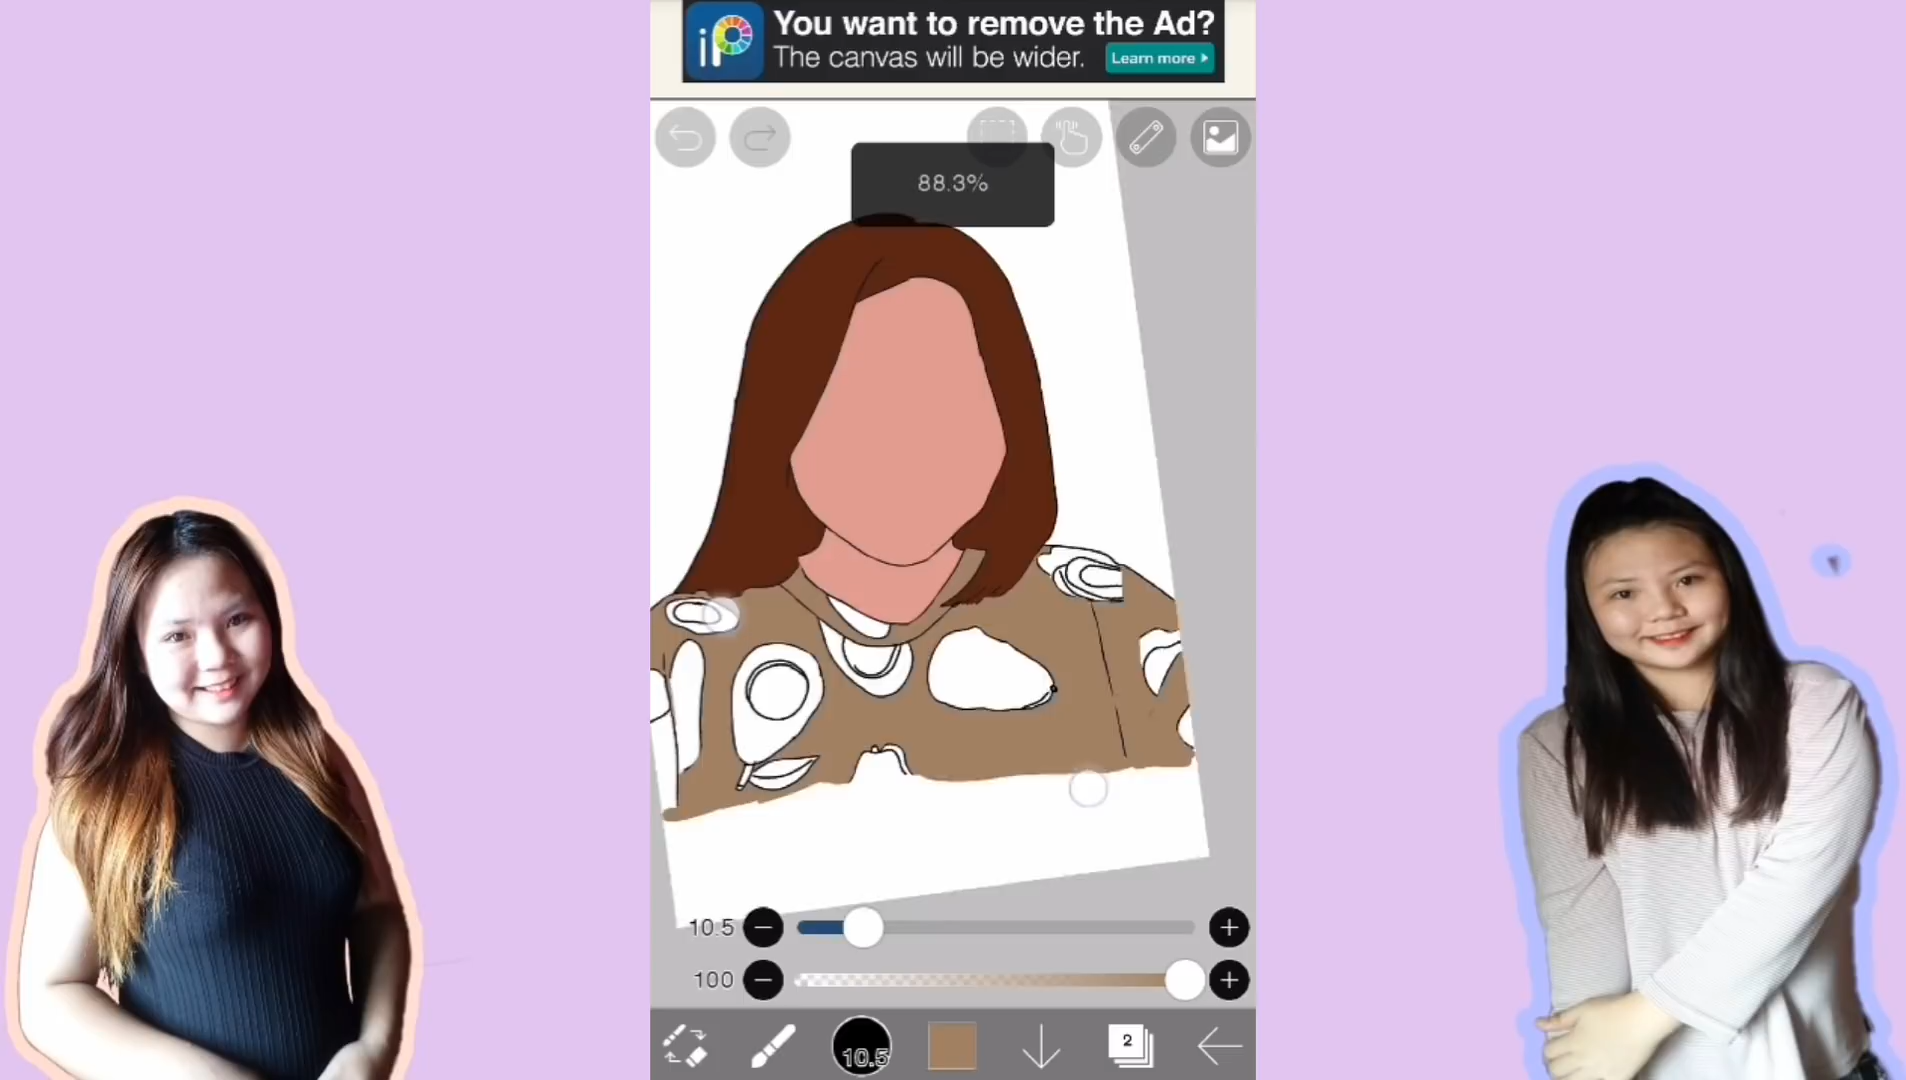 iP
You want to remove the Ad?
The canvas will be wider.
Learn more
88.3%
10.5
100
10.5
2